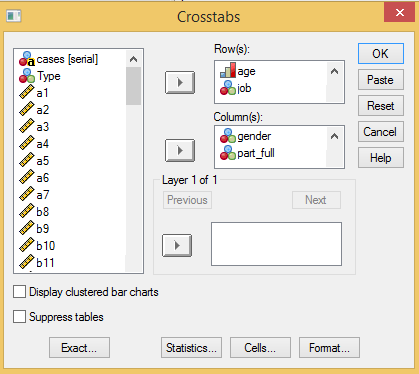 Crosstabs
cases [serial]
Type
a1
a2
a3
a4
a5
a6
a7
b8
b9
b10
b11
Row(s):
age
job
Column(s):
gender
part_full
Layer 1 of 1
Previous
Next
OK
Paste
Reset
Cancel
Help
Display clustered bar charts
Suppress tables
Exact...
Statistics...
Cells...
Format...